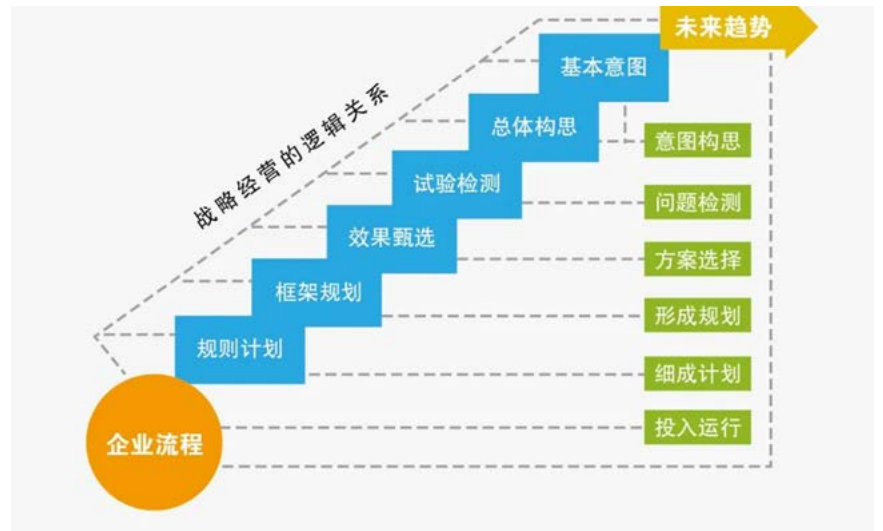 未来趋势
基本意图
总体构思
意图构思
战略经营的逻辑关系
试验检测
问题检测
效果甄选
方案选择
框架规划
形成规划
规则计划
细成计划
企业流程
投入运行